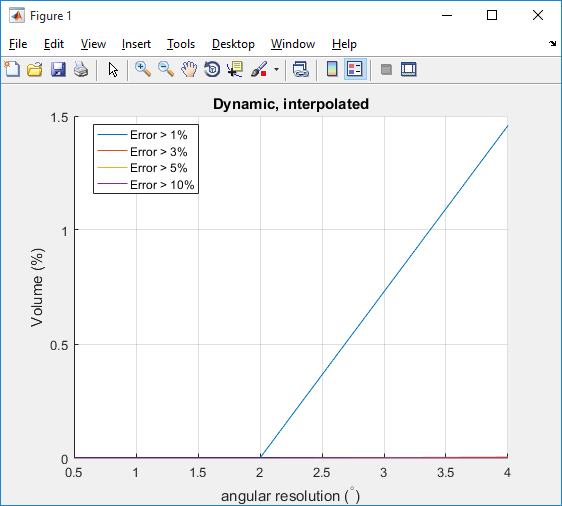 Figure 1
File Edit View Insert Tools Desktop Window Help
Dynamic, interpolated
Error > 1%
Error > 3%
Error > 5%
Error > 10%
1.5
1
0.5
0
Volume (%)
0.5 1 1.5 2 2.5 3 3.5 4
angular resolution (°)